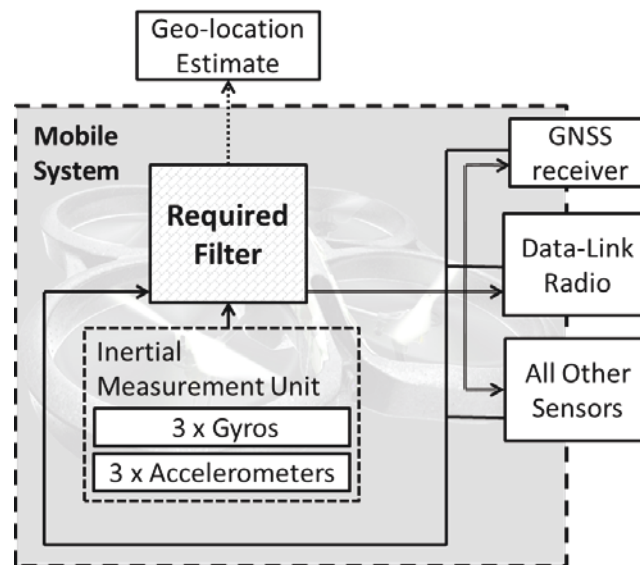 Geo-location
Estimate
Mobile
System
GNSS
receiver
Required
Filter
Data-Link
Radio
Inertial
Measurement Unit
3 x Gyros
3 x Accelerometers
All Other
Sensors